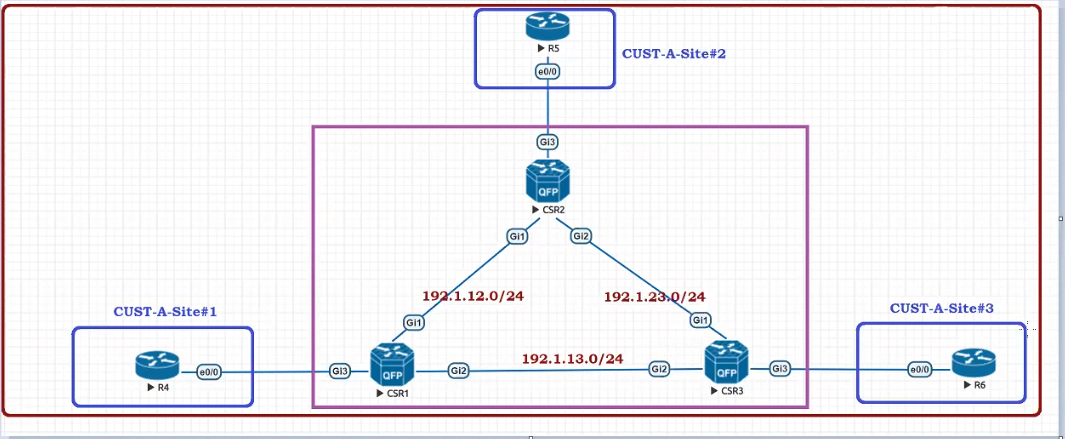 R5
CUST-A-Site#2
e0/0
Gi3
QFP
CSR2
Gi1
Gi2
192.1.12.0/24
192.1.23.0/24
CUST-A-Site#1
CUST-A-Site#3
Gi1
Gi1
192.1.13.0/24
R4
e0/0
Gi3
QFP
CSR1
Gi2
Gi2
QFP
CSR3
Gi3
e0/0
R6